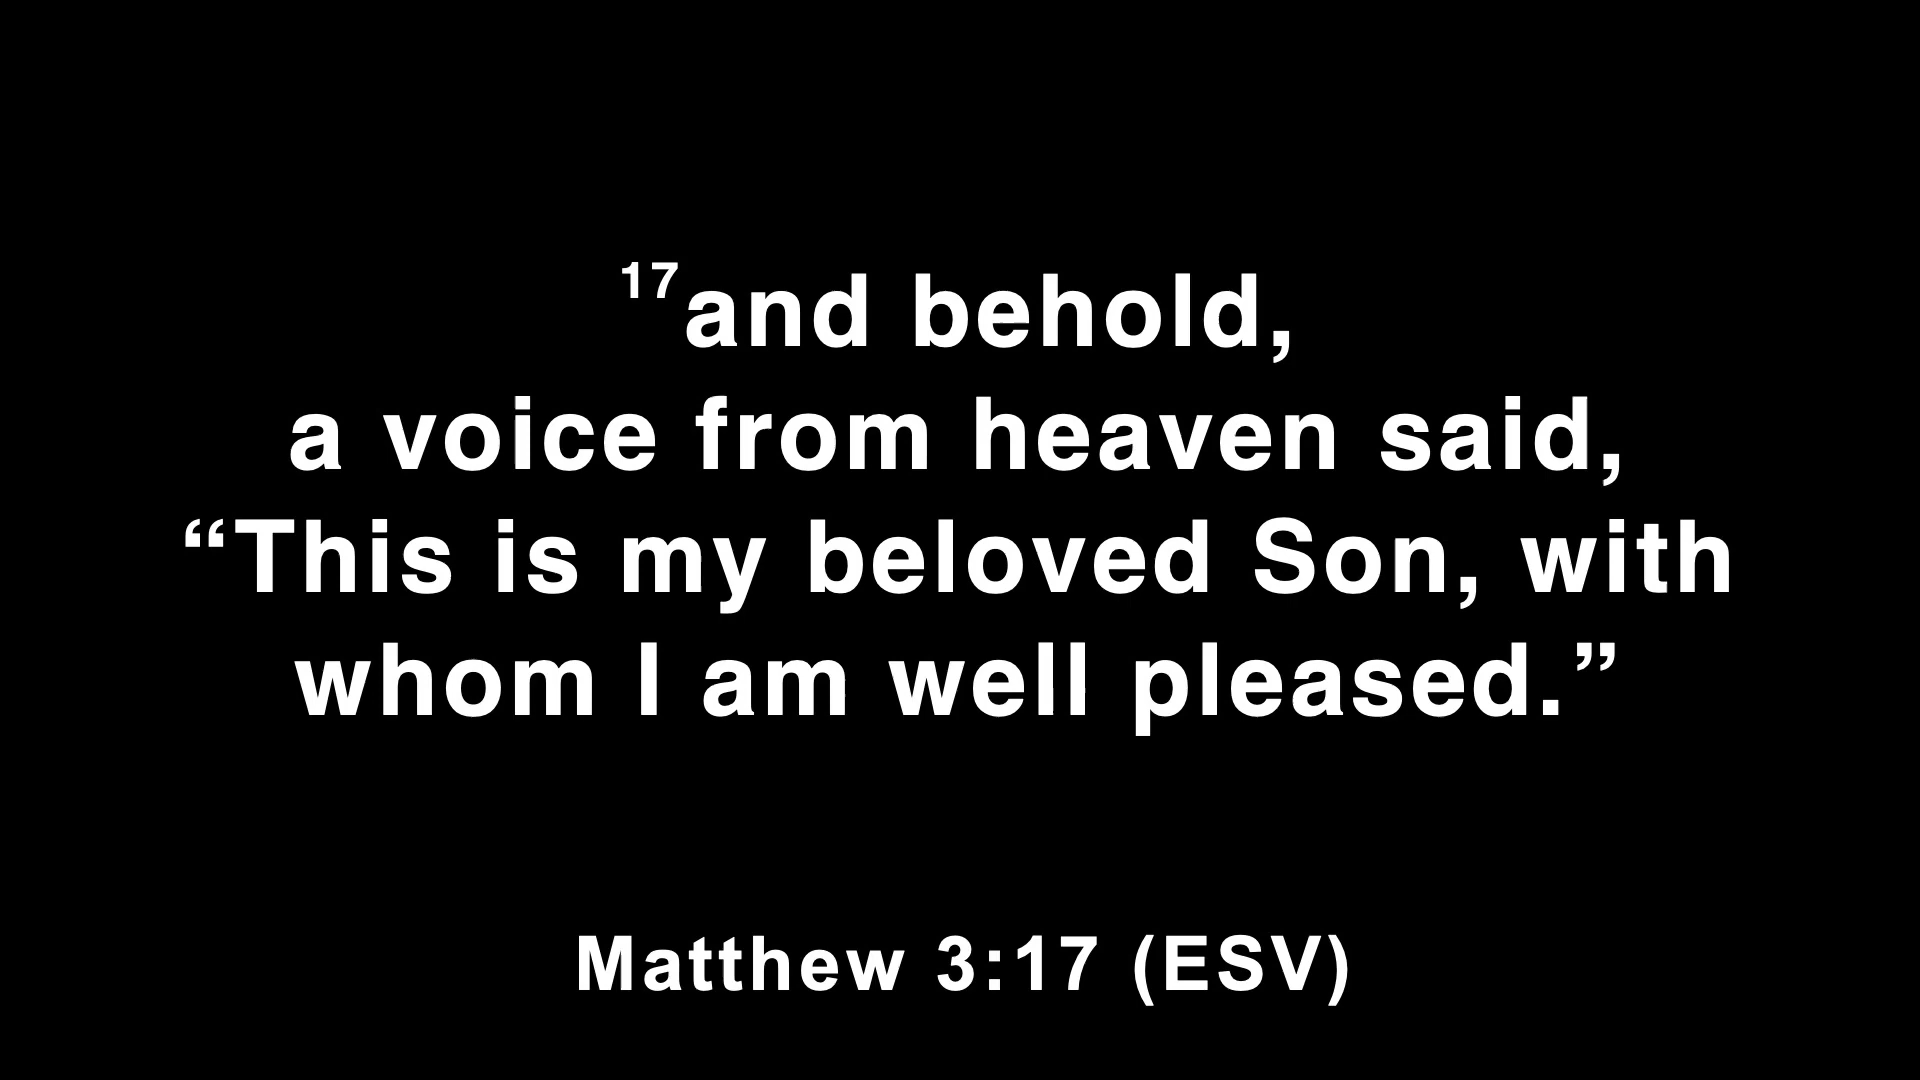 17and behold,
a voice from heaven said,
“This is my beloved Son, with
whom I am well pleased.”
Matthew 3:17 (ESV)